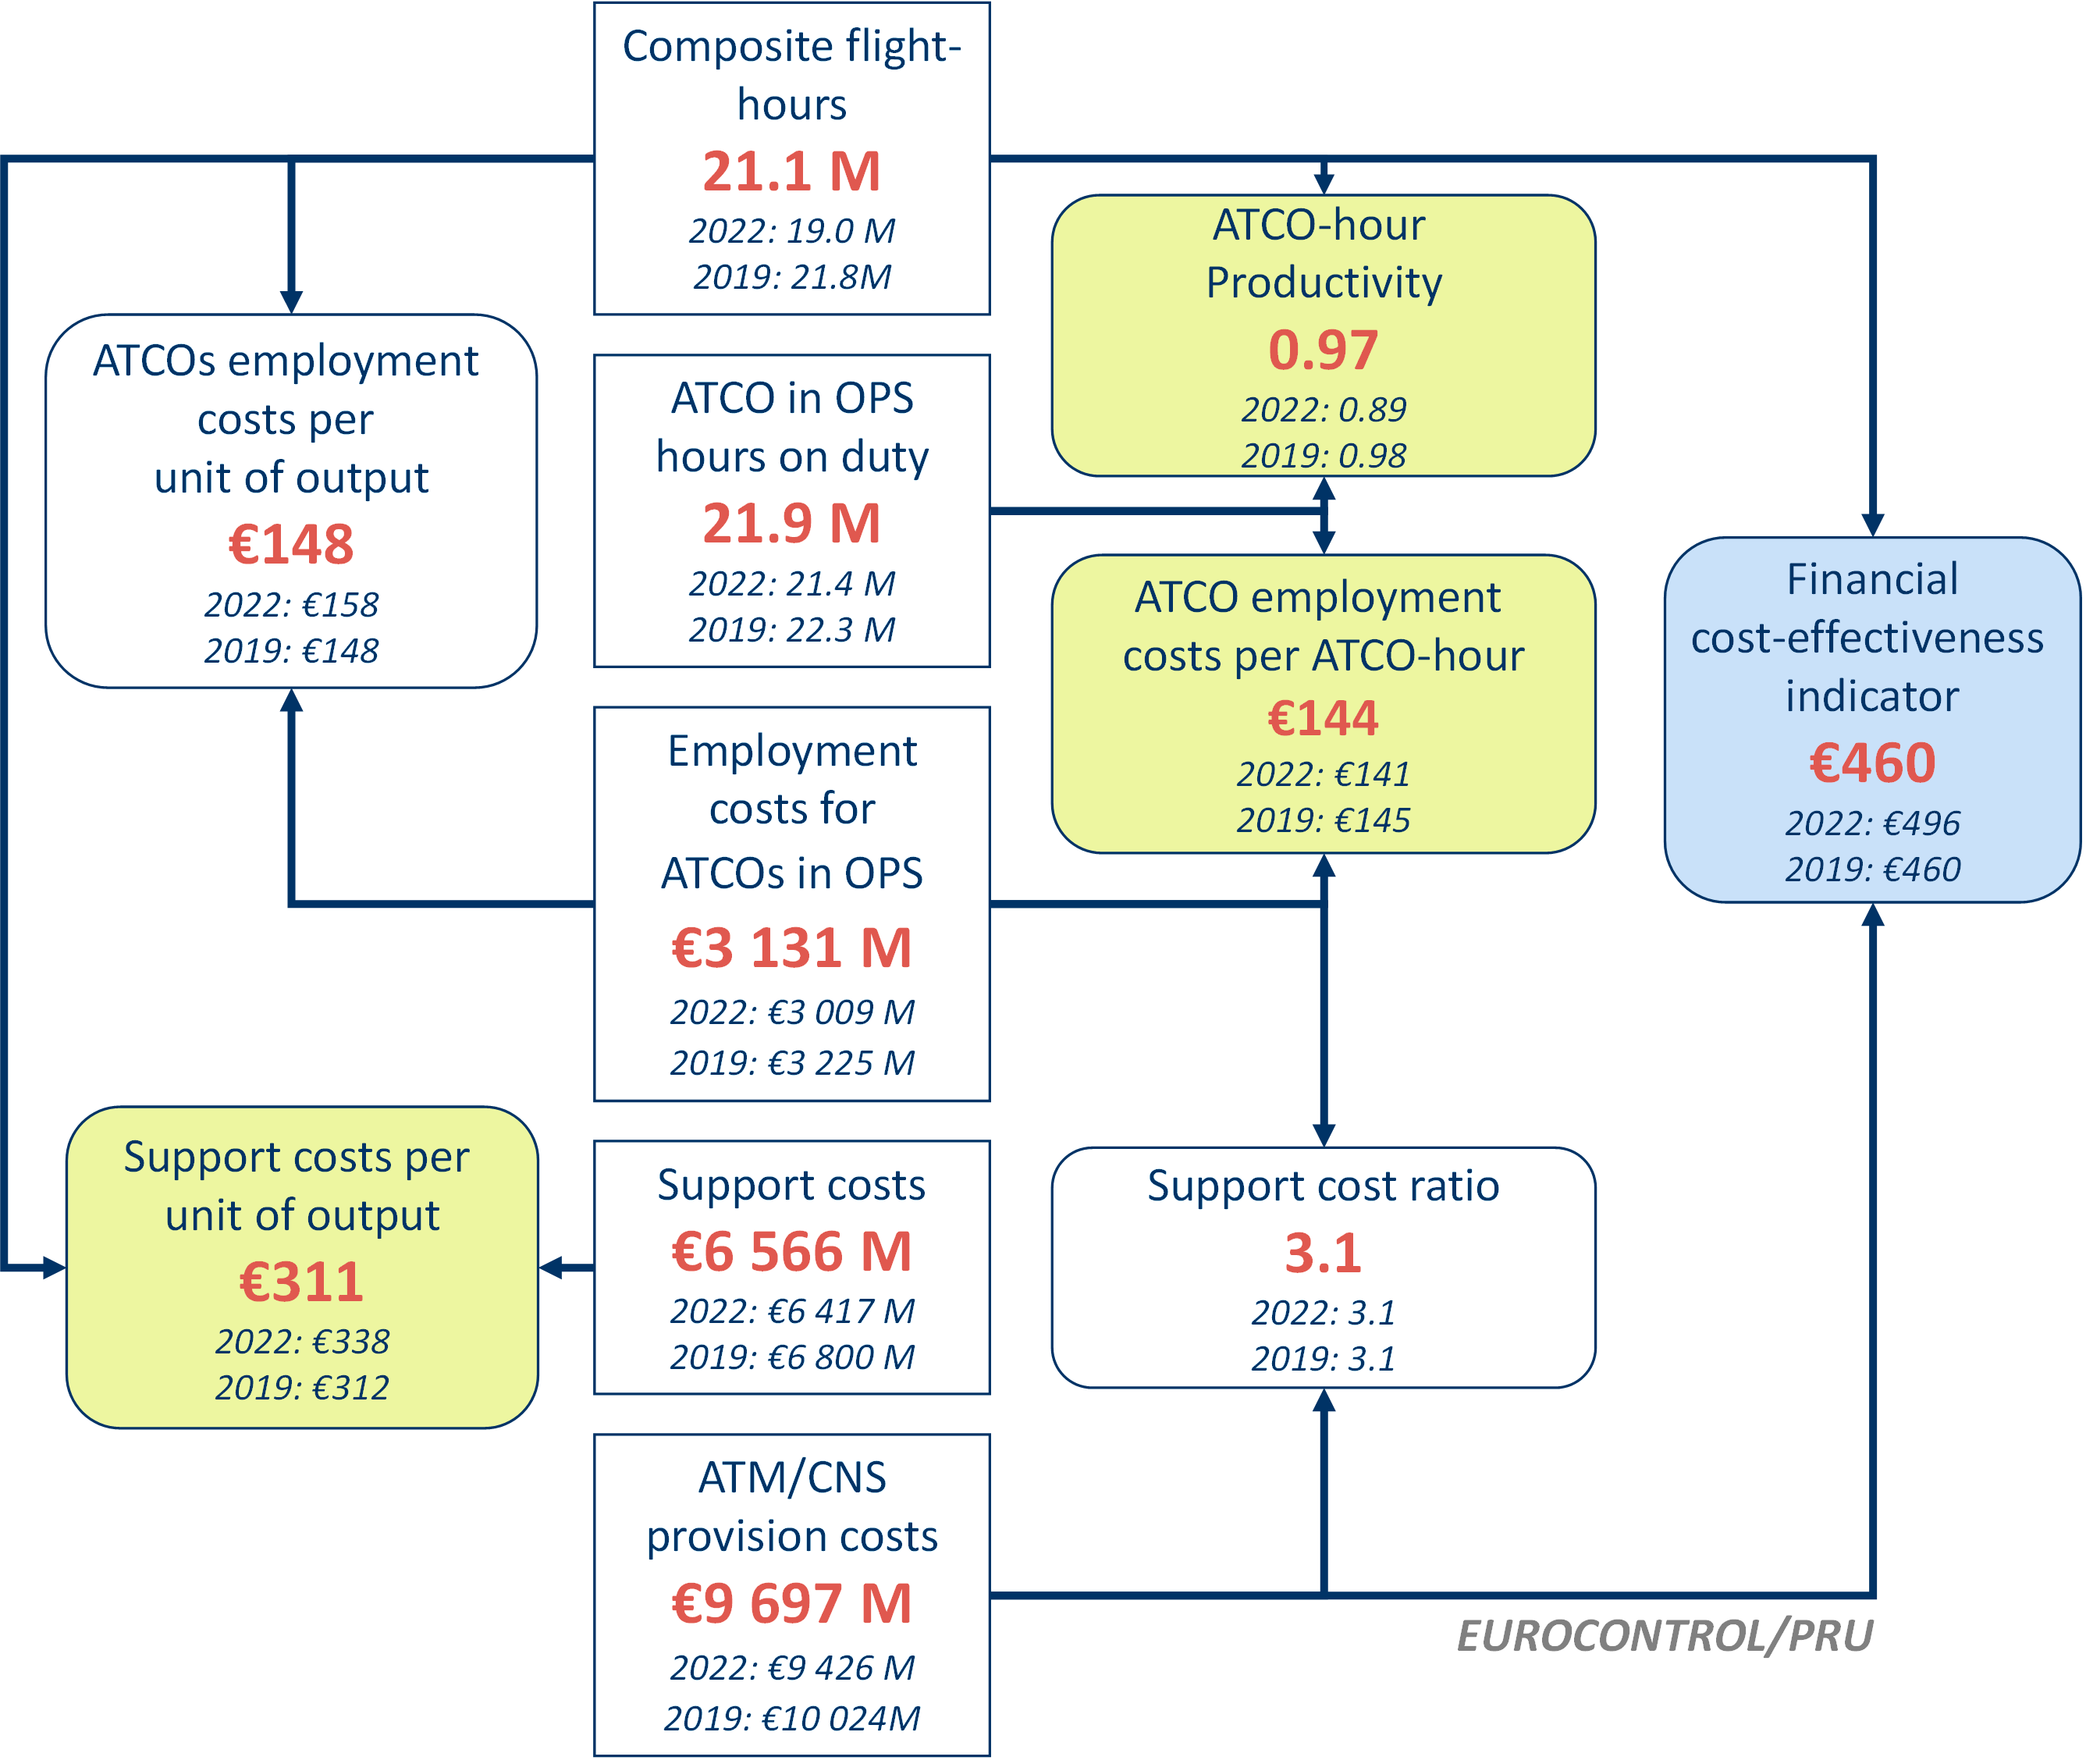 Composite flight-
hours
21.1 M
2022: 19.0 M
2019: 21.8M
ATCO-hour
Productivity
0.97
2022: 0.89
2019: 0.98
ATCOs employment
costs per
unit of output
€148
2022: €158
2019: €148
ATCO in OPS
hours on duty
21.9 M
2022: 21.4 M
2019: 22.3 M
ATCO employment
costs per ATCO-hour
€144
2022: €141
2019: €145
Financial
cost-effectiveness
indicator
€460
2022: €496
2019: €460
Employment
costs for
ATCOs in OPS
€3 131 M
2022: €3 009 M
2019: €3 225 M
Support costs per
unit of output
€311
2022: €338
2019: €312
Support costs
€6 566 M
2022: €6 417 M
2019: €6 800 M
Support cost ratio
3.1
2022: 3.1
2019: 3.1
ATM/CNS
provision costs
€9 697 M
2022: €9 426 M
2019: €10 024M
EUROCONTROL/PRU